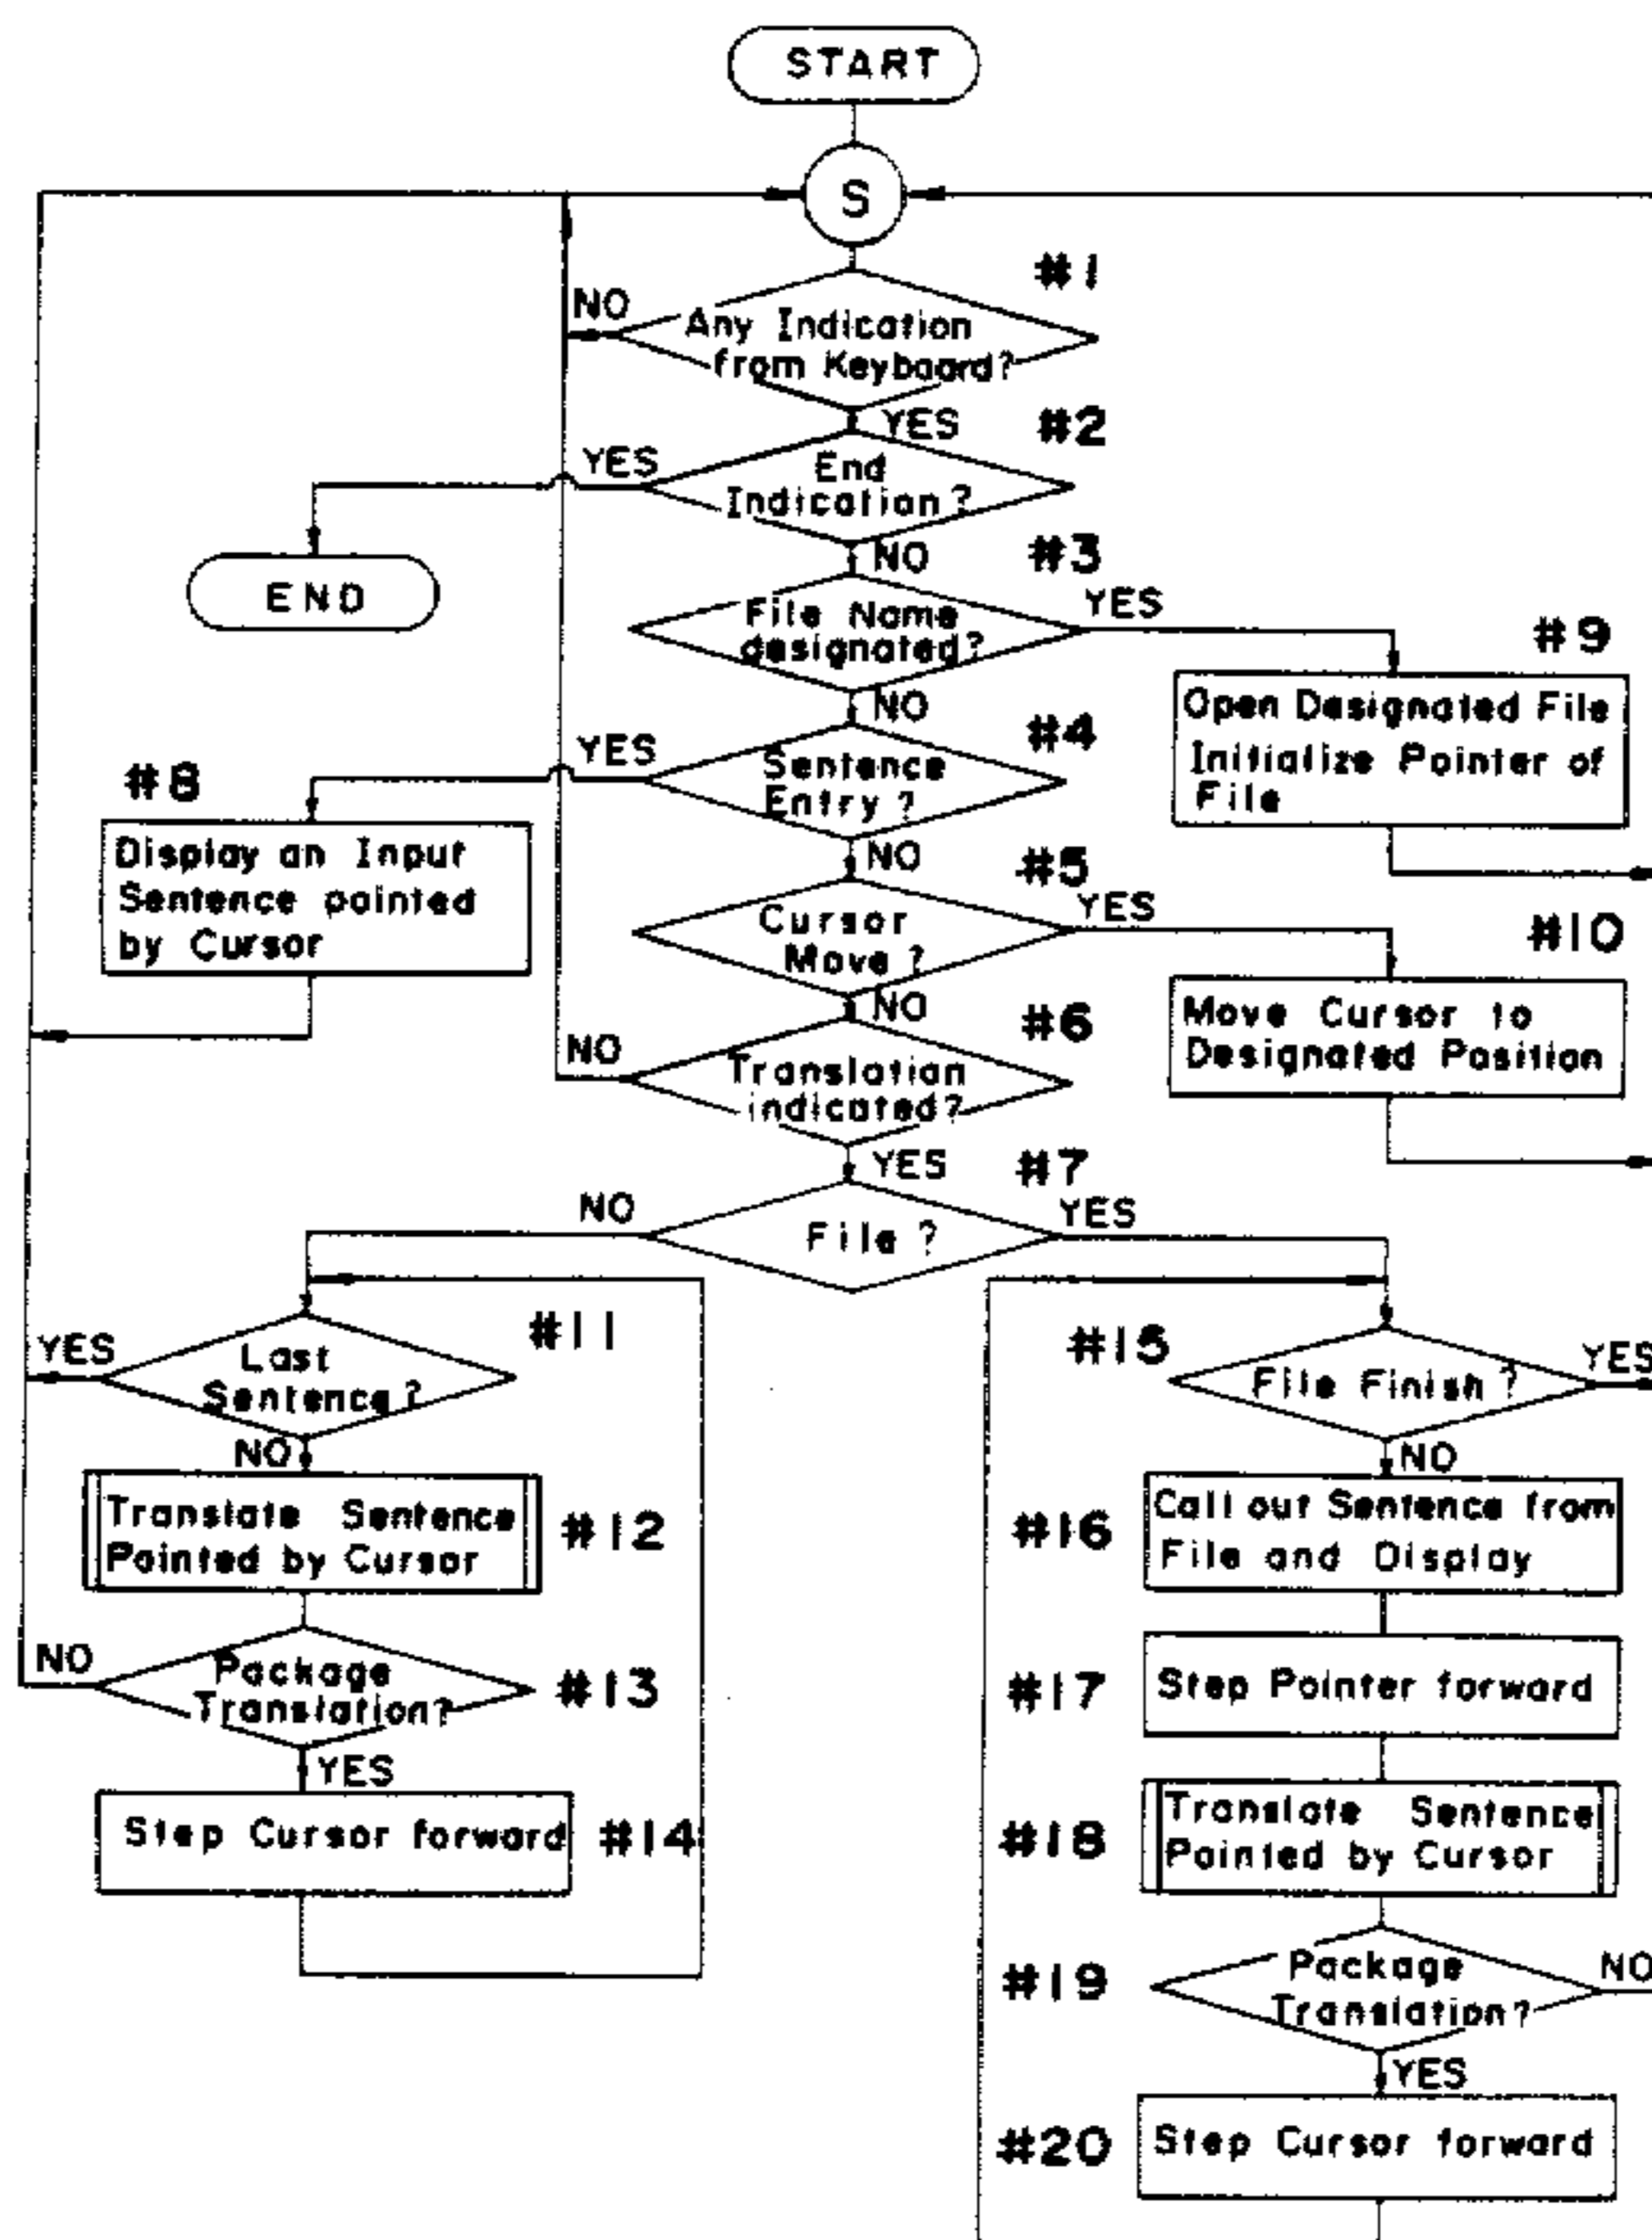 START
S
#1
NO
Any Indication
from Keyboard?
YES
#2
YES
End
Indication?
END
NO
#3
File Name
designated?
YES
#9
Open Designated File
Initialize Pointer of
File
NO
#4
YES
Sentence
Entry?
#8
Display an Input
Sentence pointed
by Cursor
NO
#5
Cursor
Move?
YES
#10
Move Cursor to
Designated Position
NO
#6
NO
Translation
indicated?
YES
#7
NO
File?
YES
#11
YES
Last
Sentence?
NO
Translate Sentence
Pointed by Cursor
#12
NO
Package
Translation?
#13
YES
Step Cursor forward
#14
#15
File Finish?
YES
NO
#16
Call out Sentence from
File and Display
#17
Step Pointer forward
#18
Translate Sentence
Pointed by Cursor
#19
Package
Translation?
NO
YES
#20
Step Cursor forward